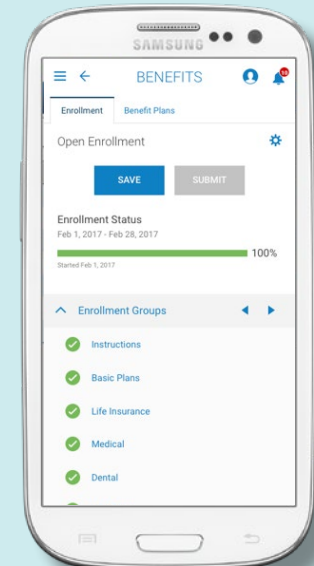 SAMSUNG
BENEFITS
Enrollment Benefit Plans
Open Enrollment
SAVE SUBMIT
Enrollment Status
Feb 1, 2017 - Feb 28, 2017
100%
Started Feb 1, 2017
Enrollment Groups
Instructions
Basic Plans
Life Insurance
Medical
Dental